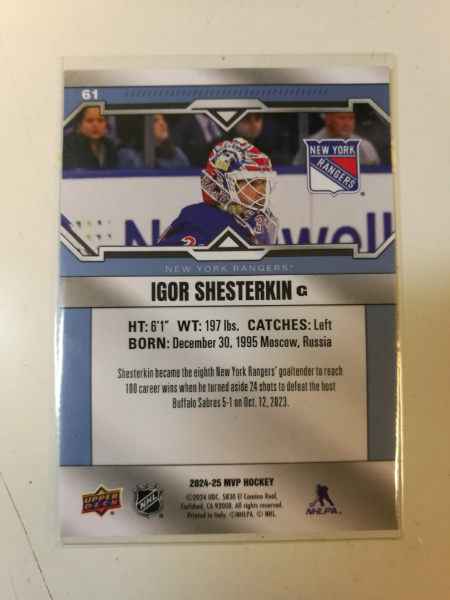 61
NEW YORK
RANGERS
NEW YORK RANGERS®
IGOR SHESTERKIN G
HT: 6'1" WT: 197 lbs. CATCHES: Left
BORN: December 30, 1995 Moscow, Russia
Shesterkin became the eighth New York Rangers' goaltender to reach
100 career wins when he turned aside 24 shots to defeat the host
Buffalo Sabres 5-1 on Oct. 12, 2023.
2024-25 MVP HOCKEY
©2024 UDC. 5830 El Camino Real,
Carlsbad, CA 92008. All rights reserved.
Printed in Italy. ©NHLPA. © NHL.
UPPER
DECK
NHL
NHLPA